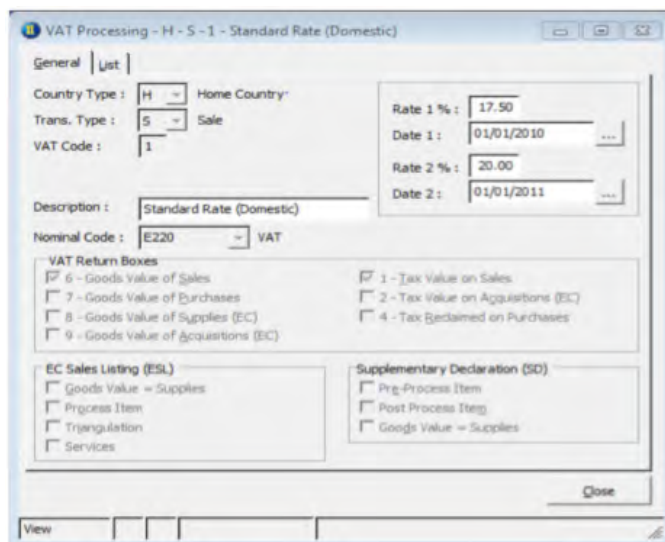 VAT Processing - H - S - 1 - Standard Rate (Domestic)
General List
Country Type : H Home Country
Trans. Type : S Sale
VAT Code : 1
Rate 1 % : 17.50
Date 1 : 01/01/2010 ...
Rate 2 % : 20.00
Date 2 : 01/01/2011 ...
Description : Standard Rate (Domestic)
Nominal Code : E220 VAT
VAT Return Boxes
6 - Goods Value of Sales
7 - Goods Value of Purchases
8 - Goods Value of Supplies (EC)
9 - Goods Value of Acquisitions (EC)
1 - Tax Value on Sales
2 - Tax Value on Acquisitions (EC)
4 - Tax Reclaimed on Purchases
EC Sales Listing (ESL)
Goods Value = Supplies
Process Item
Triangulation
Services
Supplementary Declaration (SD)
Pre-Process Item
Post Process Item
Goods Value = Supplies
Close
View